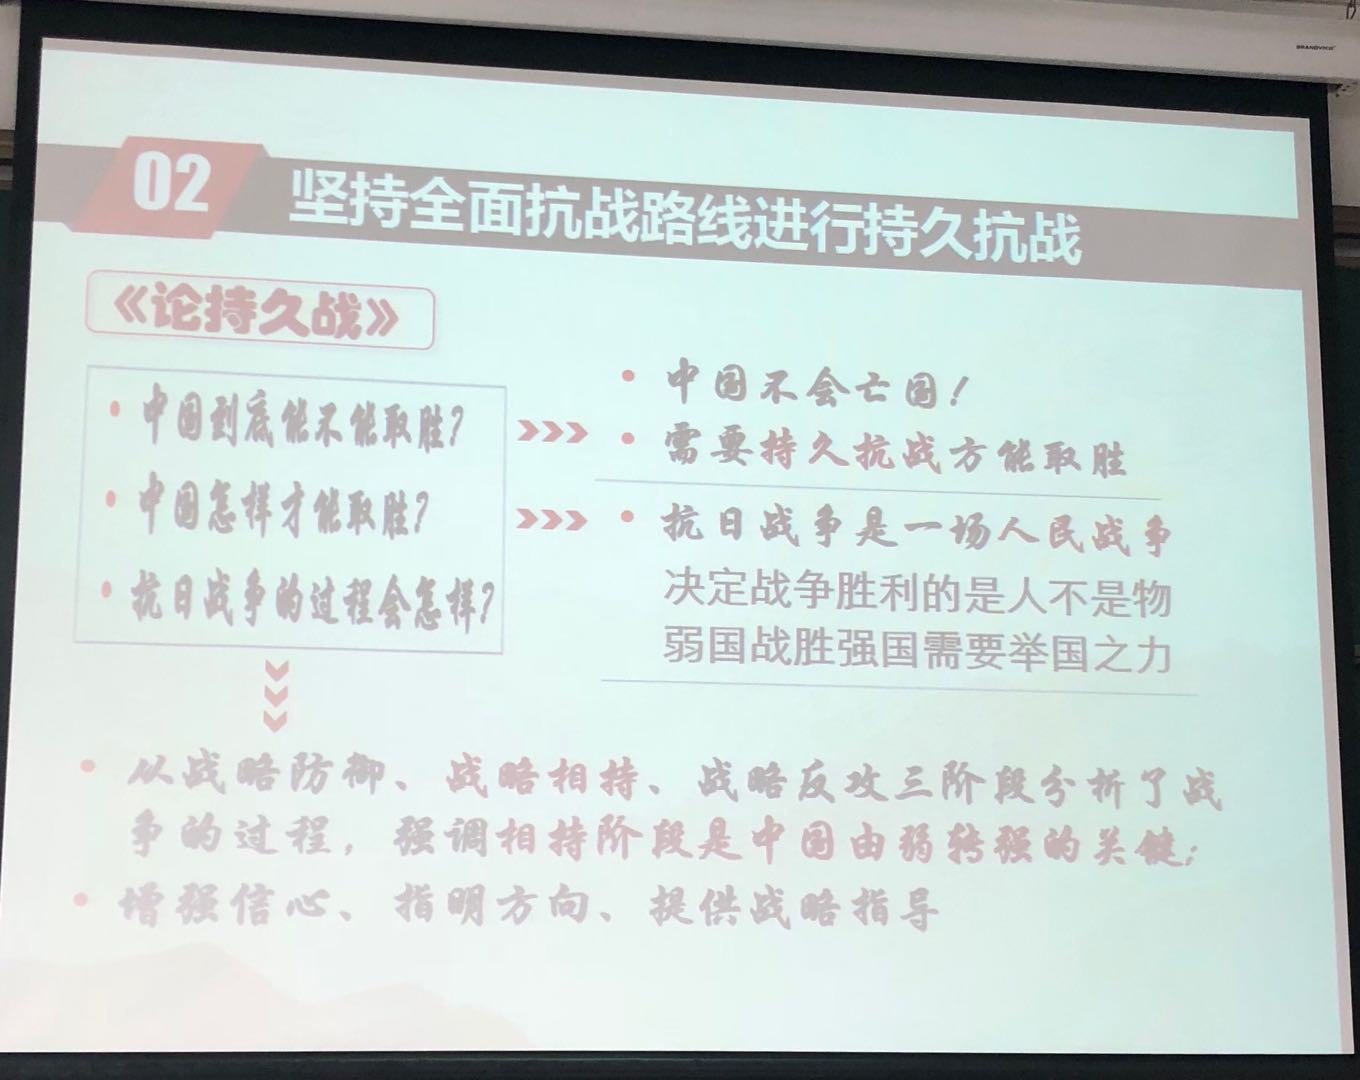 BRANDVIEW
02
坚持全面抗战路线进行持久抗战
《论持久战》
中国到底能不能取胜?
中国怎样才能取胜?
抗日战争的过程会怎样?
中国不会亡国!
需要持久抗战方能取胜
抗日战争是一场人民战争
决定战争胜利的是人不是物
弱国战胜强国需要举国之力
从战略防御、战略相持、战略反攻三阶段分析了战
争的过程，强调相持阶段是中国由弱转强的关键;
增强信心、指明方向、提供战略指导